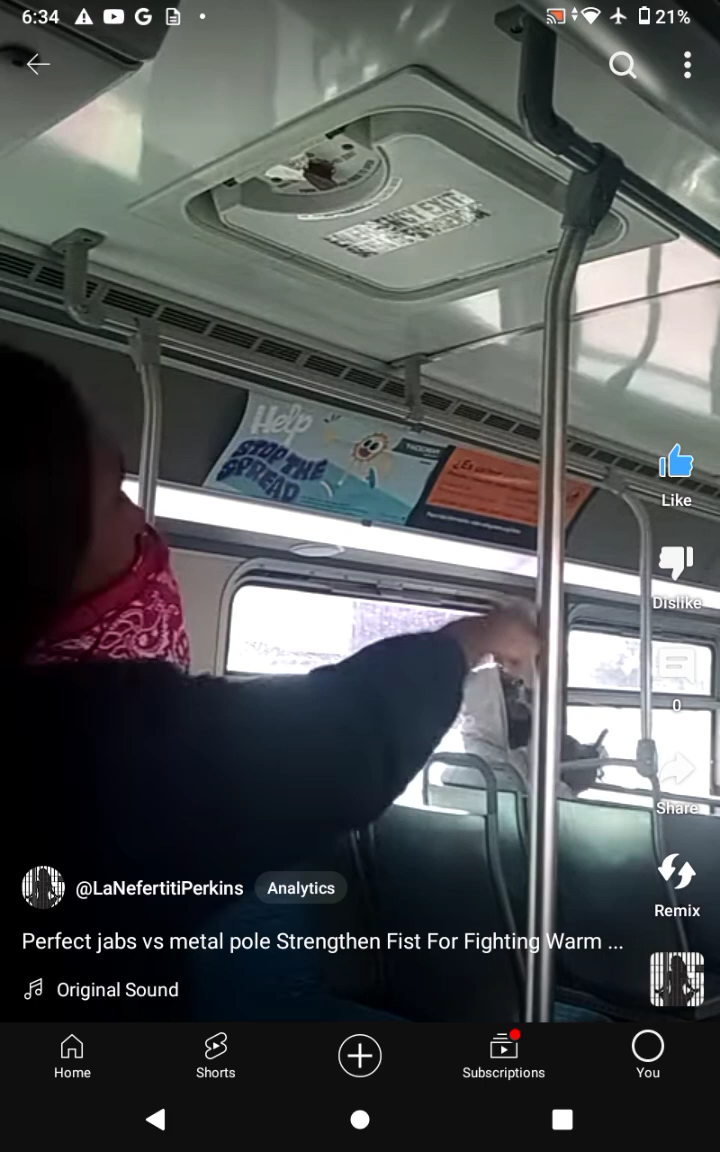 6:34
21%
Help
STOP THE
SPREAD
Like
Dislike
0
Share
@LaNefertitiPerkins
Analytics
Remix
Perfect jabs vs metal pole Strengthen Fist For Fighting Warm ...
Original Sound
Home
Shorts
Subscriptions
You